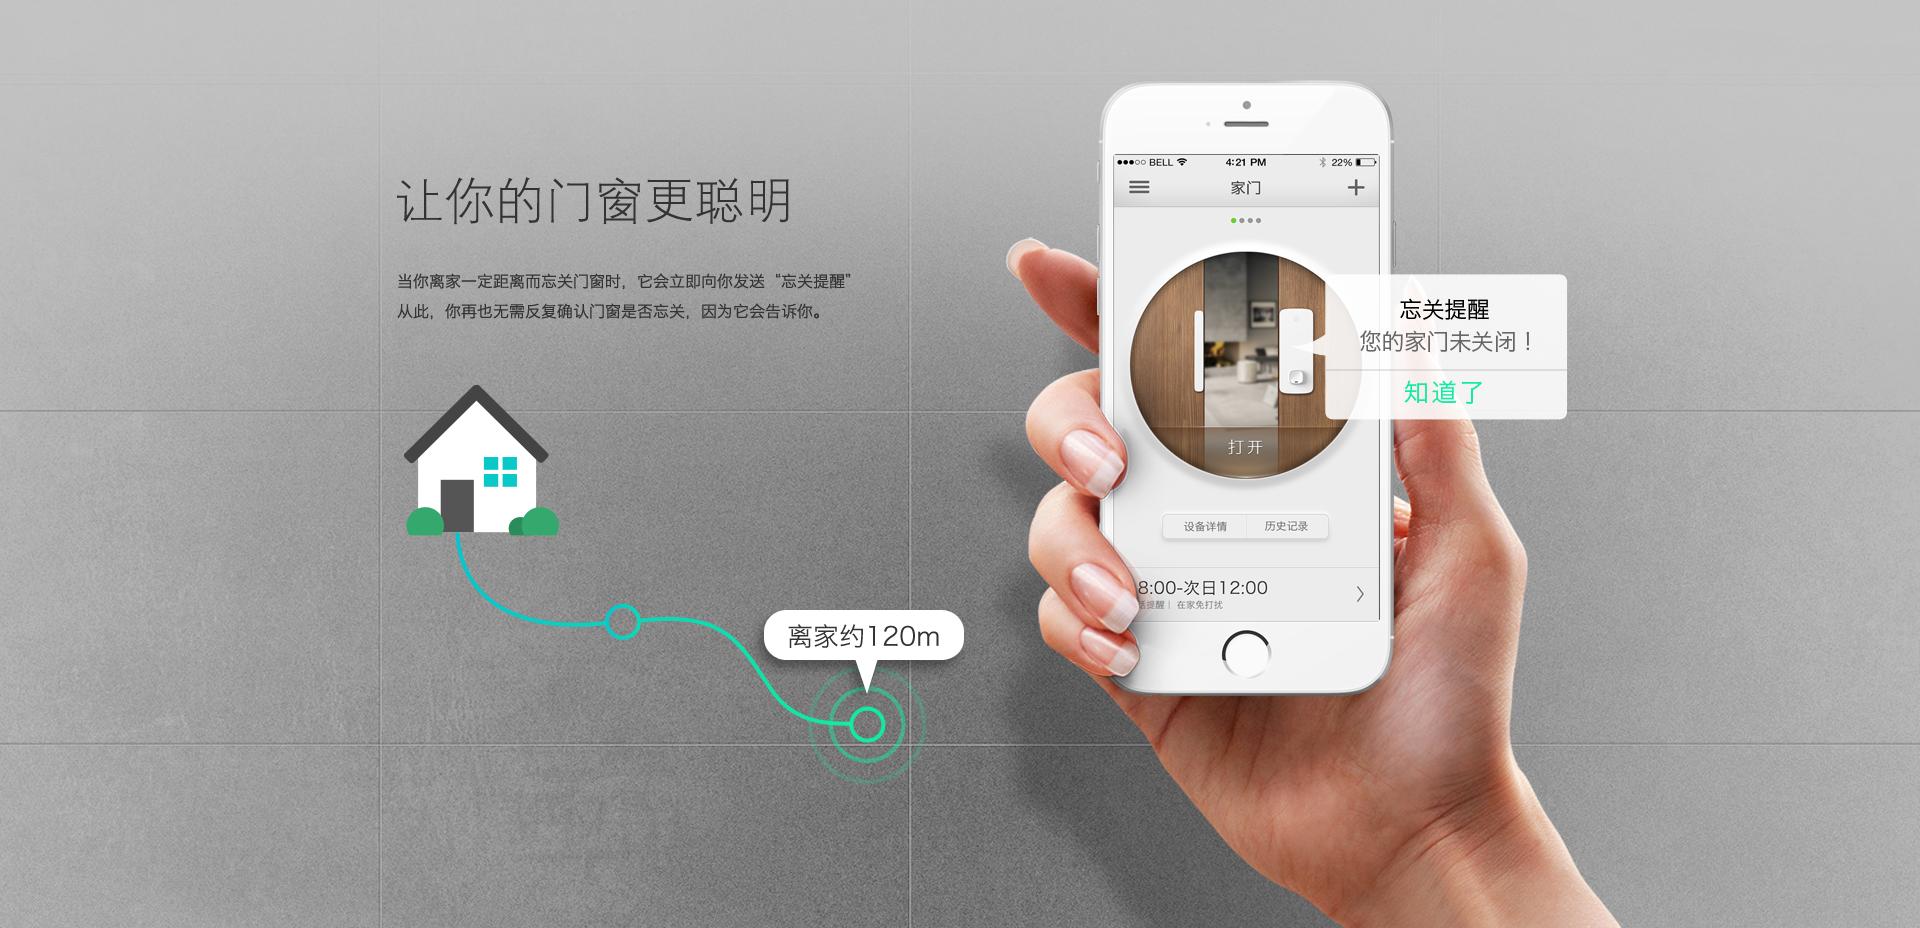 让你的门窗更聪明
当你离家一定距离而忘关门窗时，它会立即向你发送“忘关提醒”
从此，你再也无需反复确认门窗是否忘关，因为它会告诉你。
离家约120m
BELL 4:21 PM 22%
家门
忘关提醒
您的家门未关闭！
知道了
打开
设备详情 历史记录
8:00-次日12:00
提醒 | 在家免打扰